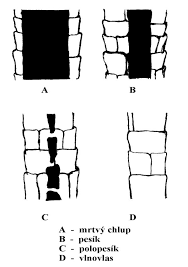 A B
C D
A - mrtvý chlup
B - pesík
C - polopesík
D - vlnovlas